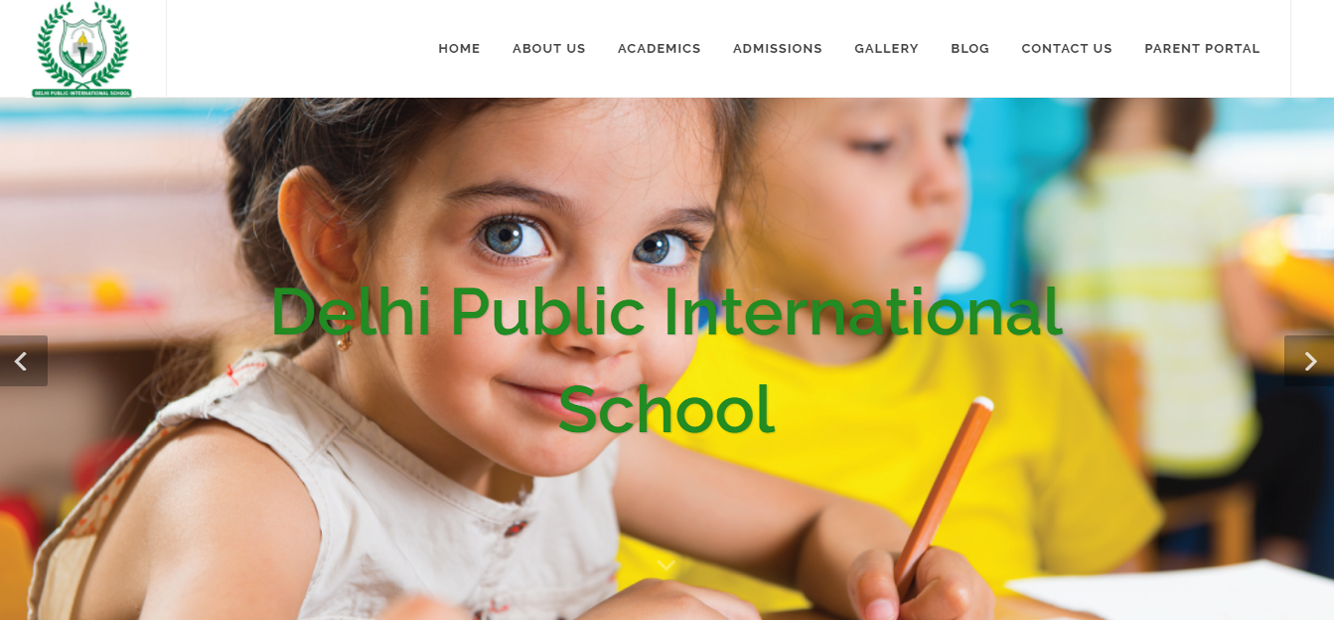 DELHI PUBLIC INTERNATIONAL SCHOOL
HOME ABOUT US ACADEMICS ADMISSIONS GALLERY BLOG CONTACT US PARENT PORTAL
Delhi Public International
School